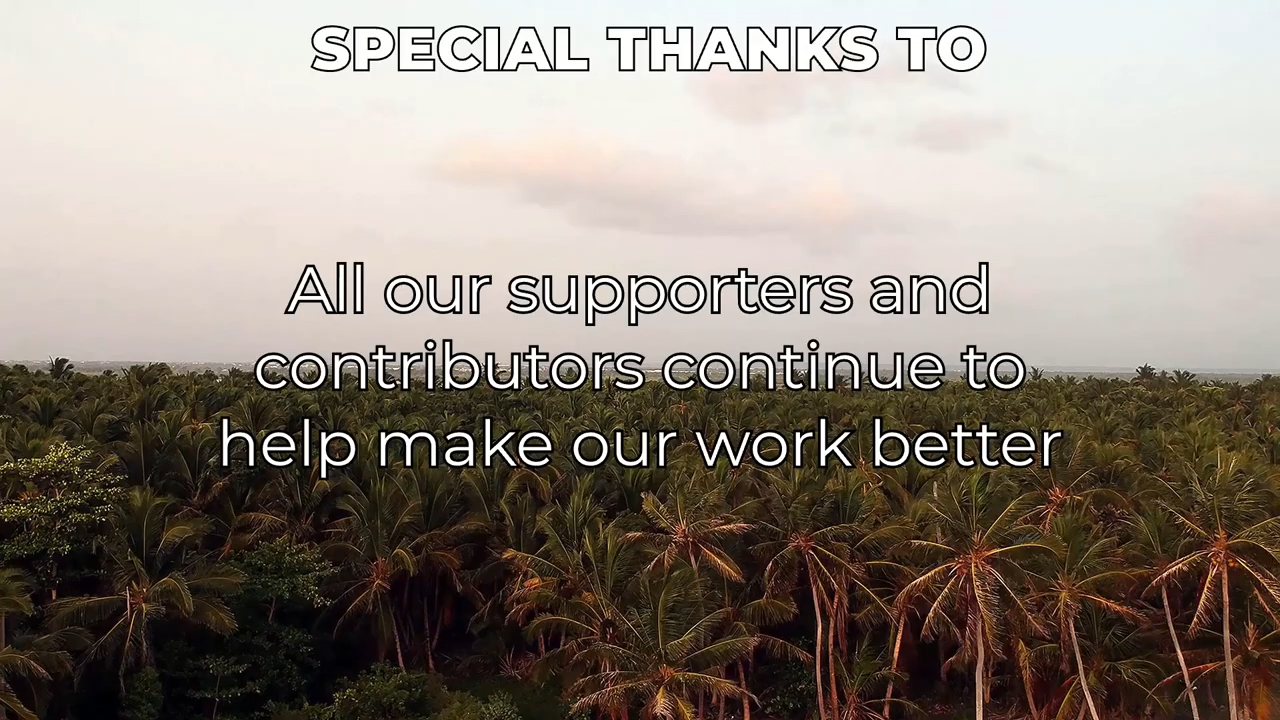 SPECIAL THANKS TO
All our supporters and
contributors continue to
help make our work better